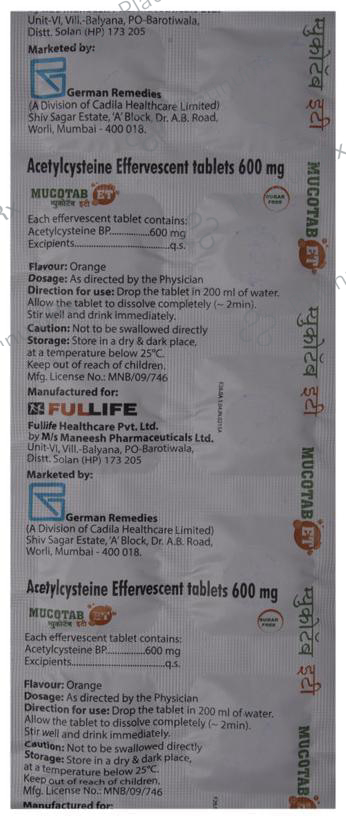 Unit-VI, Vill.-Balyana, PO-Barotiwala,
Distt. Solan (HP) 173 205
Marketed by:
German Remedies
(A Division of Cadila Healthcare Limited)
Shiv Sagar Estate, 'A' Block, Dr. A.B. Road,
Worli, Mumbai - 400 018.
Acetylcysteine Effervescent tablets 600 mg
MUCOTAB ET
मुकोटॅब इटी
SUGAR FREE
Each effervescent tablet contains:
Acetylcysteine BP................600 mg
Excipients...................................q.s.
Flavour: Orange
Dosage: As directed by the Physician
Direction for use: Drop the tablet in 200 ml of water.
Allow the tablet to dissolve completely (~ 2min).
Stir well and drink immediately.
Caution: Not to be swallowed directly
Storage: Store in a dry & dark place,
at a temperature below 25°C.
Keep out of reach of children.
Mfg. License No.: MNB/09/746
Manufactured for:
FULLIFE
Fullife Healthcare Pvt. Ltd.
by M/s Maneesh Pharmaceuticals Ltd.
Unit-VI, Vill.-Balyana, PO-Barotiwala,
Distt. Solan (HP) 173 205
Marketed by:
German Remedies
(A Division of Cadila Healthcare Limited)
Shiv Sagar Estate, 'A' Block, Dr. A.B. Road,
Worli, Mumbai - 400 018.
Acetylcysteine Effervescent tablets 600 mg
MUCOTAB ET
मुकोटॅब इटी
SUGAR FREE
Each effervescent tablet contains:
Acetylcysteine BP................600 mg
Excipients...................................q.s.
Flavour: Orange
Dosage: As directed by the Physician
Direction for use: Drop the tablet in 200 ml of water.
Allow the tablet to dissolve completely (~ 2min).
Stir well and drink immediately.
Caution: Not to be swallowed directly
Storage: Store in a dry & dark place,
at a temperature below 25°C.
Keep out of reach of children.
Mfg. License No.: MNB/09/746
Manufactured for:
मुकोटॅब इटी
MUCOTAB ET
मुकोटॅब इटी
MUCOTAB ET
मुकोटॅब इटी
MUCOTAB